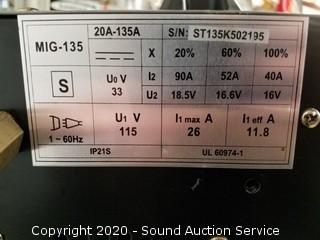 MIG-135 20A-135A S/N: ST135K502195
X 20% 60% 100%
S U0 V 33 I2 90A 52A 40A
U2 18.5V 16.6V 16V
1 ~ 60Hz U1 V 115 I1 max A 26 I1 eff A 11.8
IP21S UL 60974-1
Copyright 2020 - Sound Auction Service